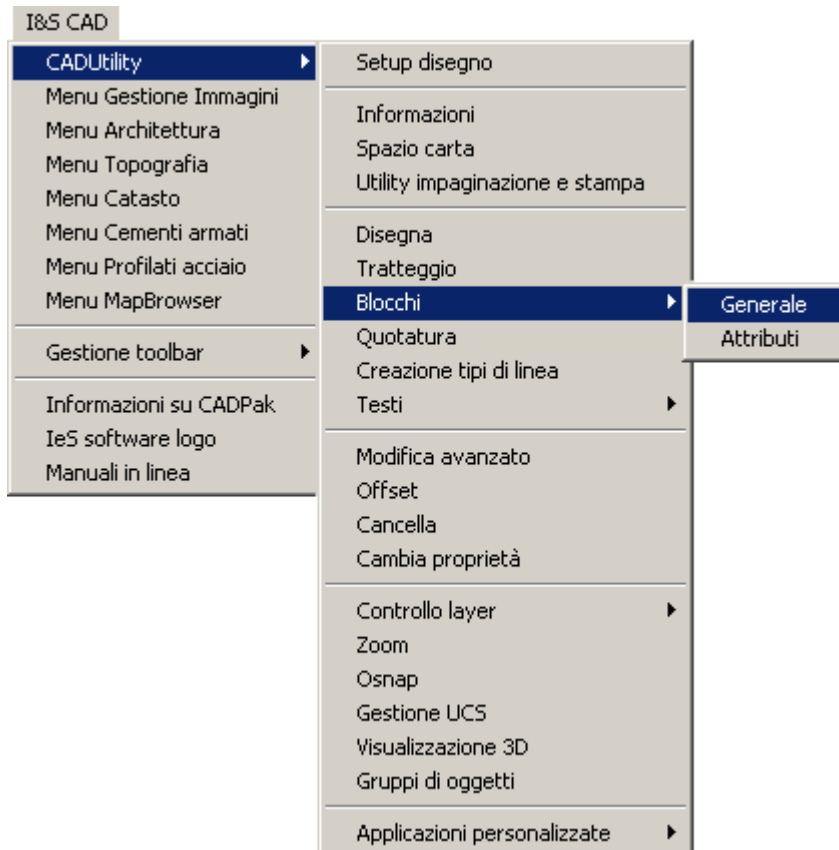 I&S CAD
CADUtility
Menu Gestione Immagini
Menu Architettura
Menu Topografia
Menu Catasto
Menu Cementi armati
Menu Profilati acciaio
Menu MapBrowser
Gestione toolbar
Informazioni su CADPak
IeS software logo
Manuali in linea
Setup disegno
Informazioni
Spazio carta
Utility impaginazione e stampa
Disegna
Tratteggio
Blocchi
Quotatura
Creazione tipi di linea
Testi
Modifica avanzato
Offset
Cancella
Cambia proprietà
Controllo layer
Zoom
Osnap
Gestione UCS
Visualizzazione 3D
Gruppi di oggetti
Applicazioni personalizzate
Generale
Attributi